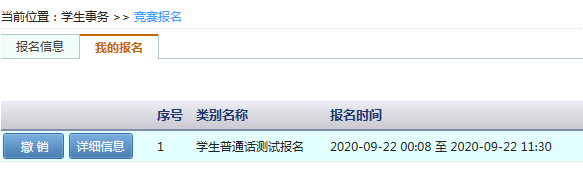 当前位置：学生事务 >> 竞赛报名
报名信息 我的报名
序号 类别名称 报名时间
撤 销 详细信息 1 学生普通话测试报名 2020-09-22 00:08 至 2020-09-22 11:30